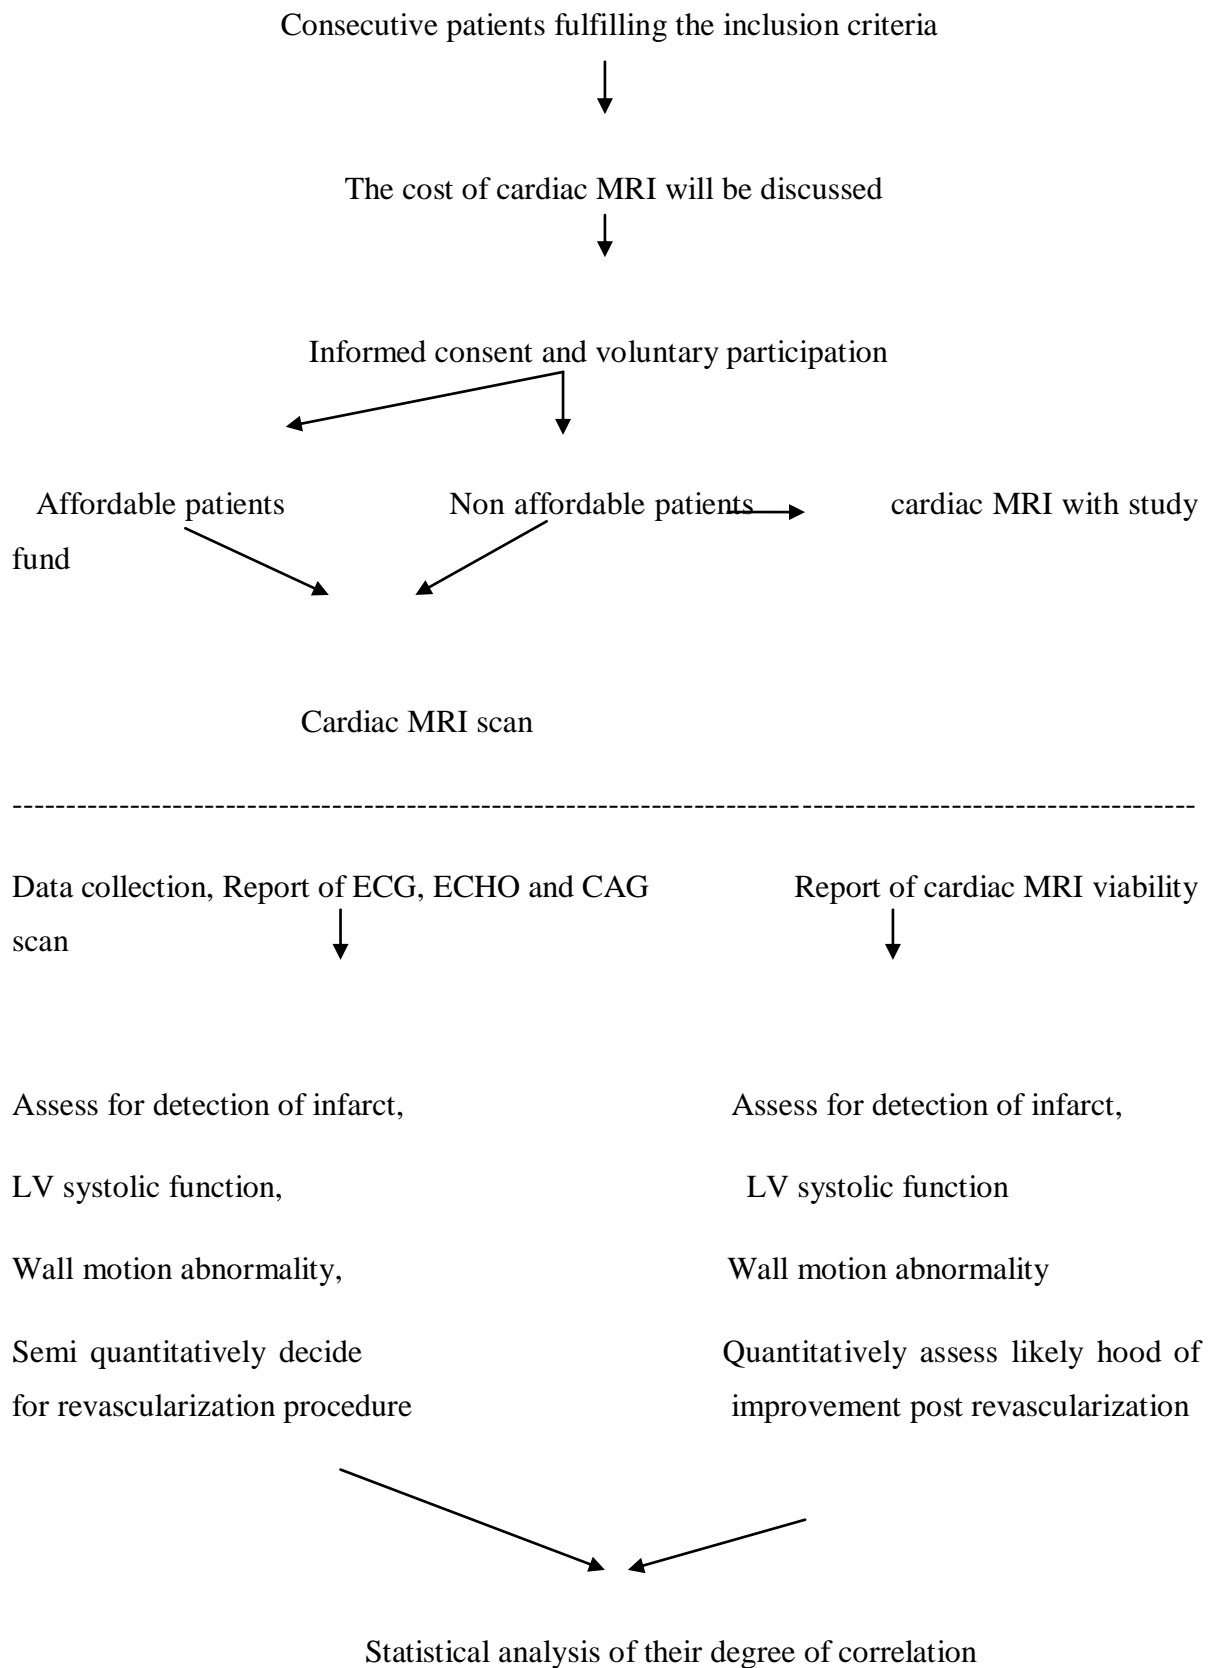 Consecutive patients fulfilling the inclusion criteria
The cost of cardiac MRI will be discussed
Informed consent and voluntary participation
Affordable patients Non affordable patients cardiac MRI with study
fund
Cardiac MRI scan
--------------------------------------------------------------------------------------------------------------
Data collection, Report of ECG, ECHO and CAG Report of cardiac MRI viability
scan
Assess for detection of infarct, Assess for detection of infarct,
LV systolic function, LV systolic function
Wall motion abnormality, Wall motion abnormality
Semi quantitatively decide Quantitatively assess likely hood of
for revascularization procedure improvement post revascularization
Statistical analysis of their degree of correlation